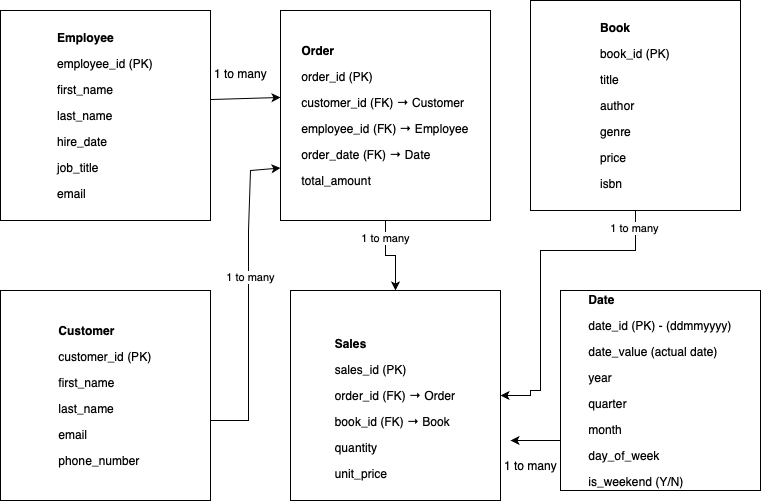 Employee
employee_id (PK)
first_name
last_name
hire_date
job_title
email
1 to many
Order
order_id (PK)
customer_id (FK) → Customer
employee_id (FK) → Employee
order_date (FK) → Date
total_amount
Book
book_id (PK)
title
author
genre
price
isbn
1 to many
1 to many
1 to many
Customer
customer_id (PK)
first_name
last_name
email
phone_number
Sales
sales_id (PK)
order_id (FK) → Order
book_id (FK) → Book
quantity
unit_price
1 to many
Date
date_id (PK) - (ddmmyyyy)
date_value (actual date)
year
quarter
month
day_of_week
is_weekend (Y/N)